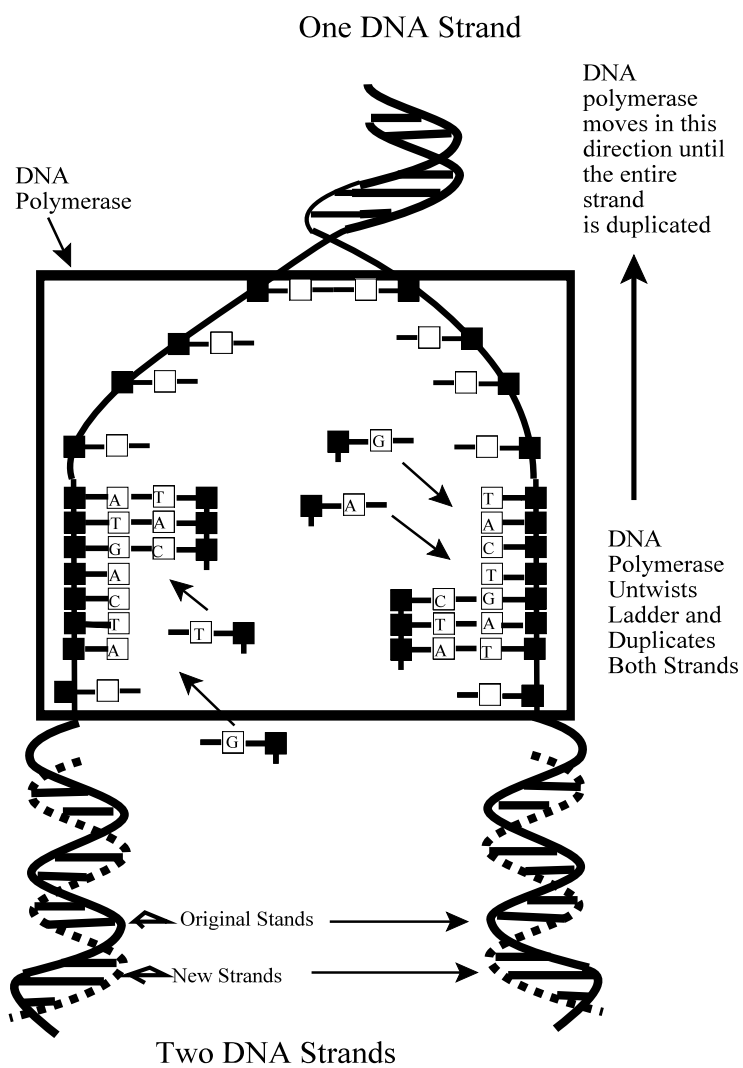 One DNA Strand
DNA
polymerase
moves in this
direction until
the entire
strand
is duplicated
DNA
Polymerase
G
A
A T
T A
G C
A
C
T
A
T
G
T
A
C
T
C G
T A
A T
DNA
Polymerase
Untwists
Ladder and
Duplicates
Both Strands
Original Stands
New Strands
Two DNA Strands